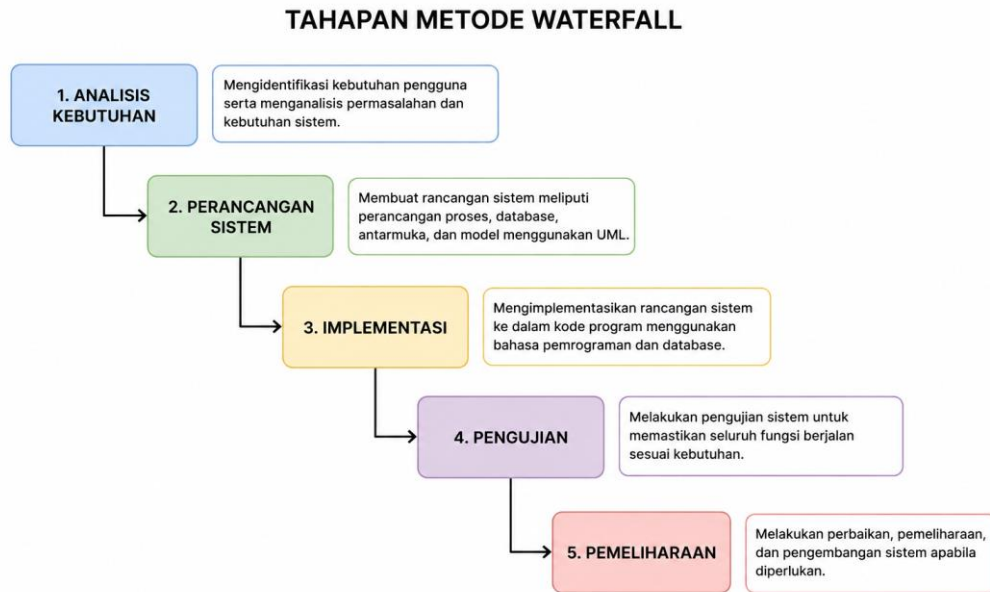 TAHAPAN METODE WATERFALL
1. ANALISIS
KEBUTUHAN
Mengidentifikasi kebutuhan pengguna
serta menganalisis permasalahan dan
kebutuhan sistem.
2. PERANCANGAN
SISTEM
Membuat rancangan sistem meliputi
perancangan proses, database,
antarmuka, dan model menggunakan UML.
3. IMPLEMENTASI
Mengimplementasikan rancangan sistem
ke dalam kode program menggunakan
bahasa pemrograman dan database.
4. PENGUJIAN
Melakukan pengujian sistem untuk
memastikan seluruh fungsi berjalan
sesuai kebutuhan.
5. PEMELIHARAAN
Melakukan perbaikan, pemeliharaan,
dan pengembangan sistem apabila
diperlukan.